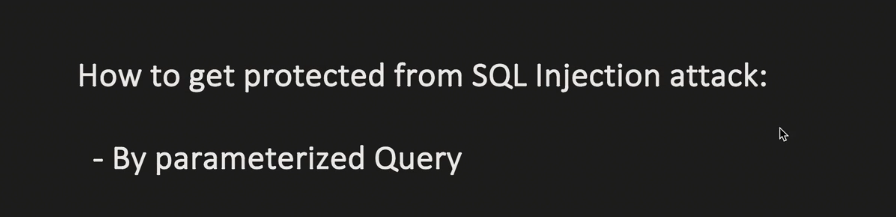 How to get protected from SQL Injection attack:
- By parameterized Query